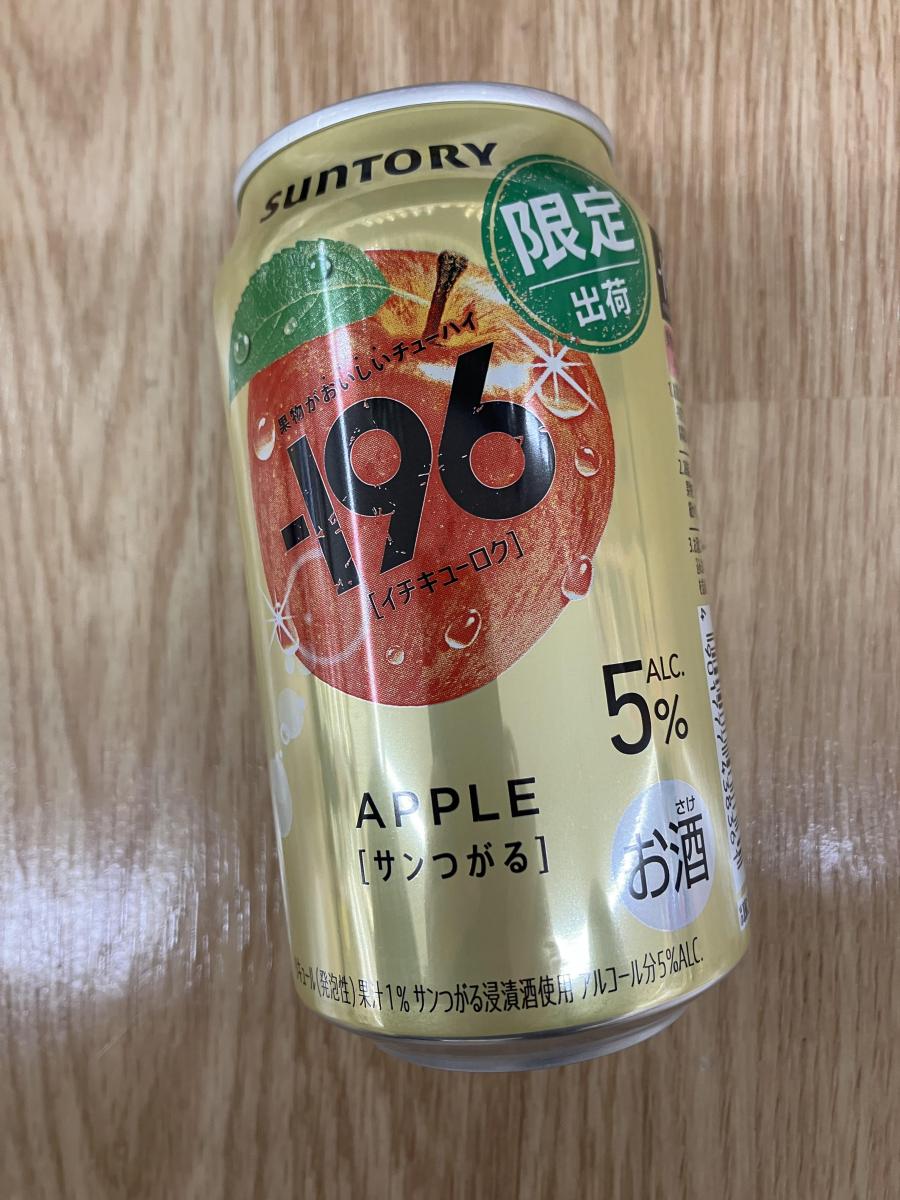 SUNTORY
限定
出荷
果物がおいしいチューハイ
-196
[イチキューロク]
ALC.
5%
APPLE
[サンつがる]
さけ
お酒
キュール(発泡性)果汁1% サンつがる浸漬酒使用 アルコール分5%ALC.